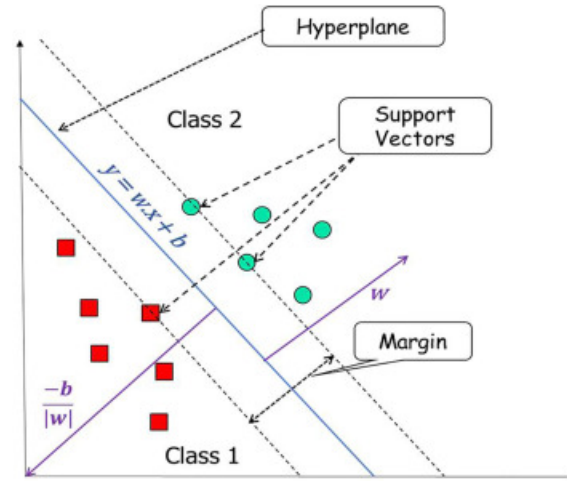 Hyperplane
Class 2
Support
Vectors
y = w.x + b
w
Margin
-b
|w|
Class 1